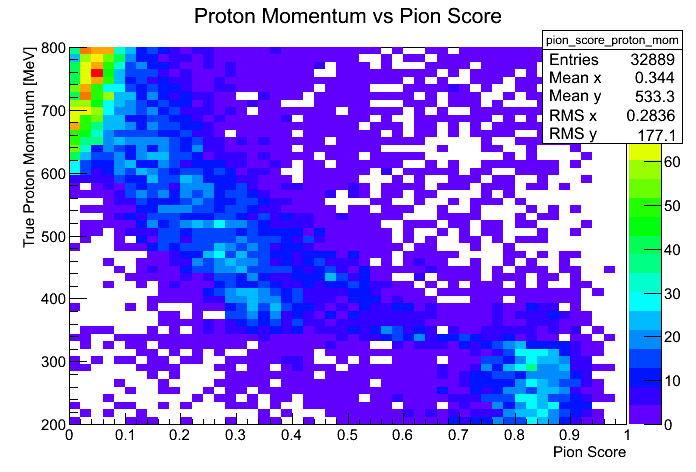 Proton Momentum vs Pion Score
pion_score_proton_mom
Entries 32889
Mean x 0.344
Mean y 533.3
RMS x 0.2836
RMS y 177.1
True Proton Momentum [MeV]
800
700
600
500
400
300
200
0 0.1 0.2 0.3 0.4 0.5 0.6 0.7 0.8 0.9 1
Pion Score
60
50
40
30
20
10
0